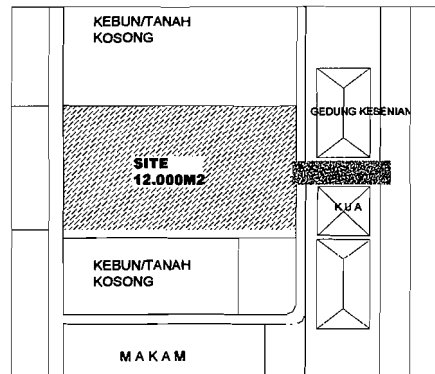 KEBUN/TANAH
KOSONG
GEDUNG KESENIAN
SITE
12.000M2
KUA
KEBUN/TANAH
KOSONG
MAKAM